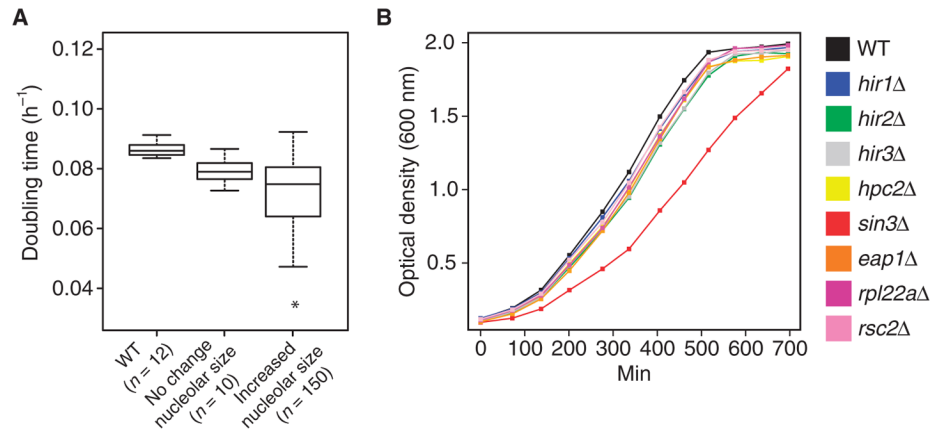 A
Doubling time (h⁻¹)
0.12
0.10
0.08
0.06
0.04
*
WT
(n = 12)
No change
nucleolar size
(n = 10)
Increased
nucleolar size
(n = 150)
B
Optical density (600 nm)
2.0
1.5
1.0
0.5
0 100 200 300 400 500 600 700
Min
WT
hir1Δ
hir2Δ
hir3Δ
hpc2Δ
sin3Δ
eap1Δ
rpl22aΔ
rsc2Δ